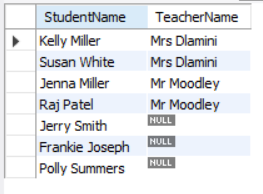 StudentName TeacherName
Kelly Miller Mrs Dlamini
Susan White Mrs Dlamini
Jenna Miller Mr Moodley
Raj Patel Mr Moodley
Jerry Smith NULL
Frankie Joseph NULL
Polly Summers NULL